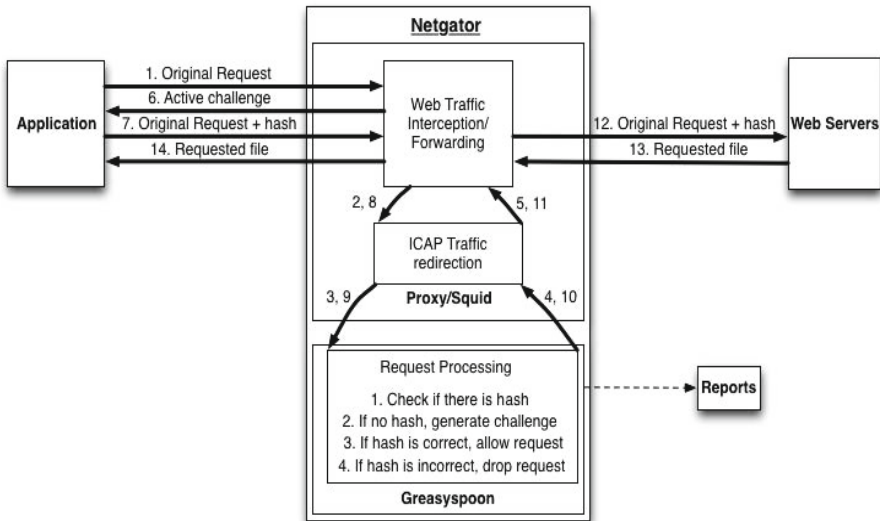 Netgator
1. Original Request
6. Active challenge
7. Original Request + hash
14. Requested file
Application
Web Traffic
Interception/
Forwarding
12. Original Request + hash
13. Requested file
Web Servers
2, 8
5, 11
ICAP Traffic
redirection
Proxy/Squid
3, 9
4, 10
Request Processing
1. Check if there is hash
2. If no hash, generate challenge
3. If hash is correct, allow request
4. If hash is incorrect, drop request
Greasyspoon
Reports